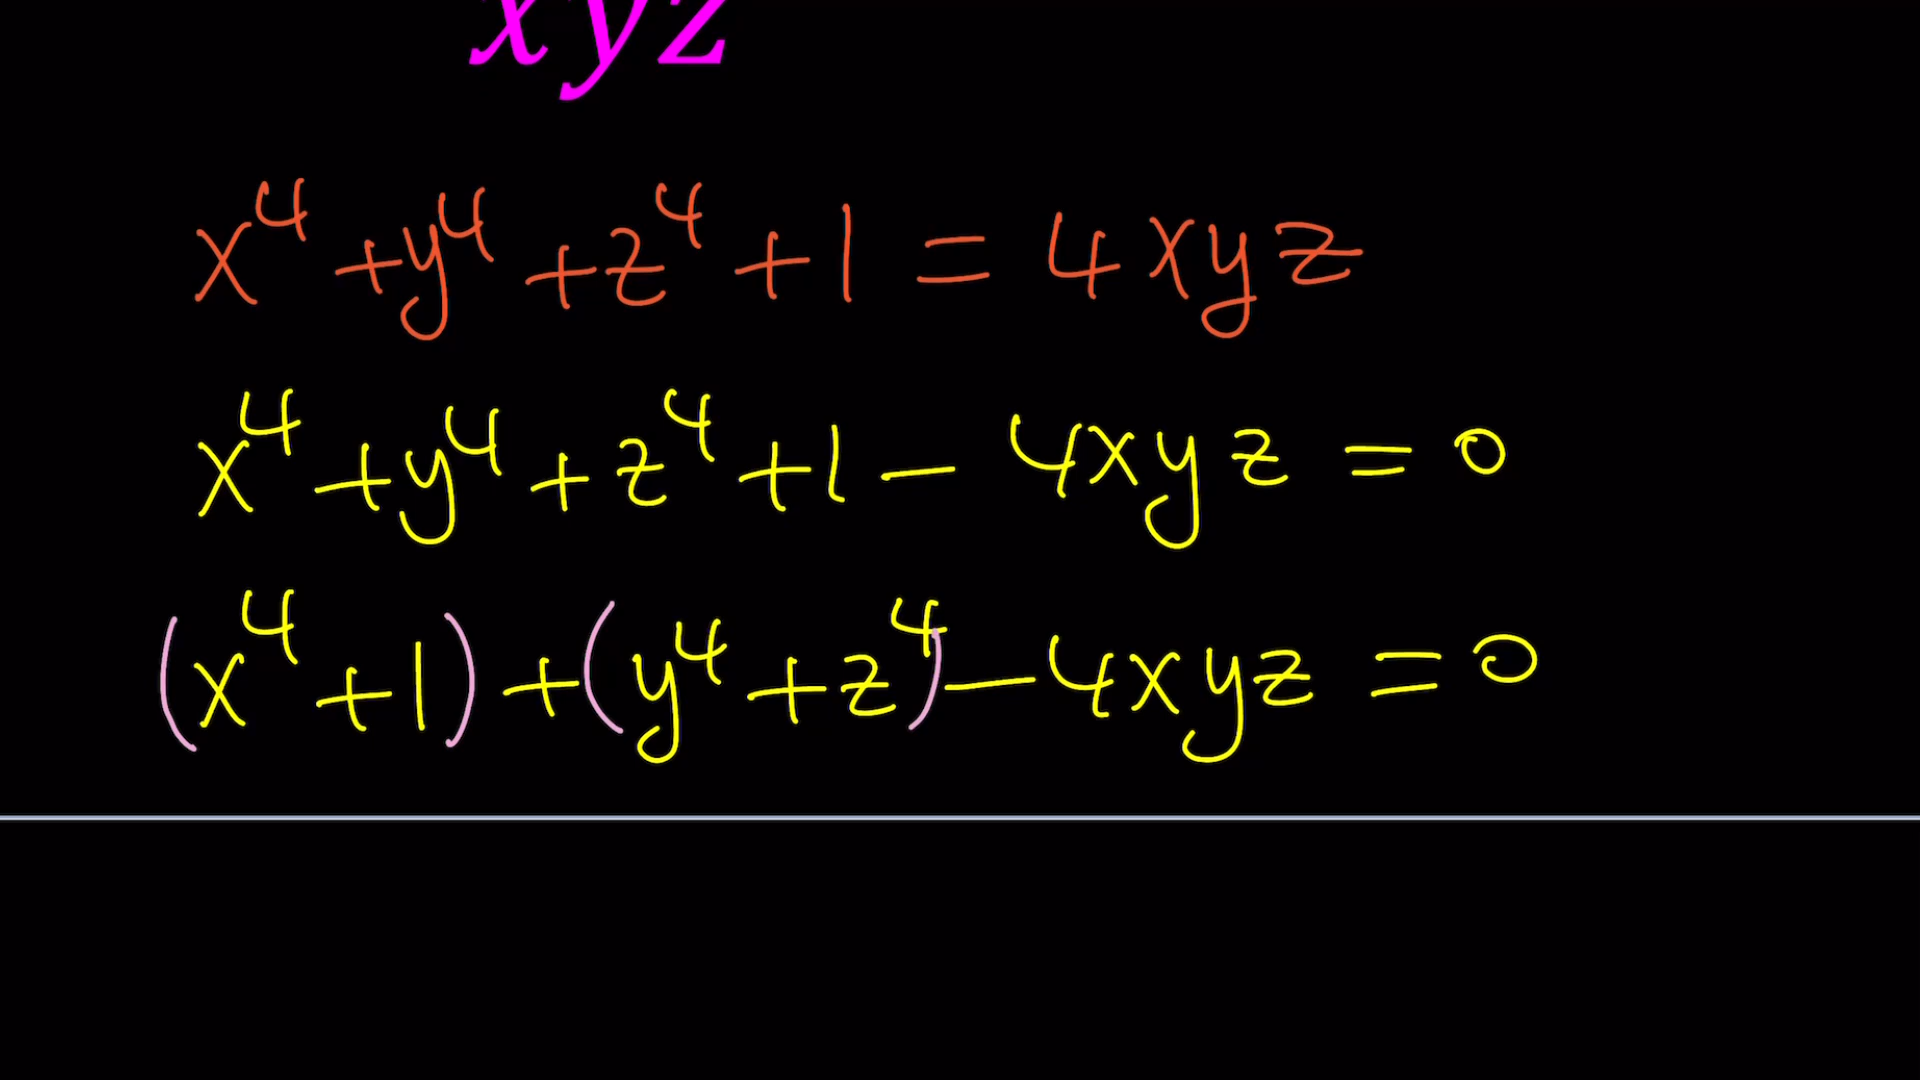 xyz
x⁴+y⁴+z⁴+1=4xyz
x⁴+y⁴+z⁴+1-4xyz=0
(x⁴+1)+(y⁴+z⁴)-4xyz=0